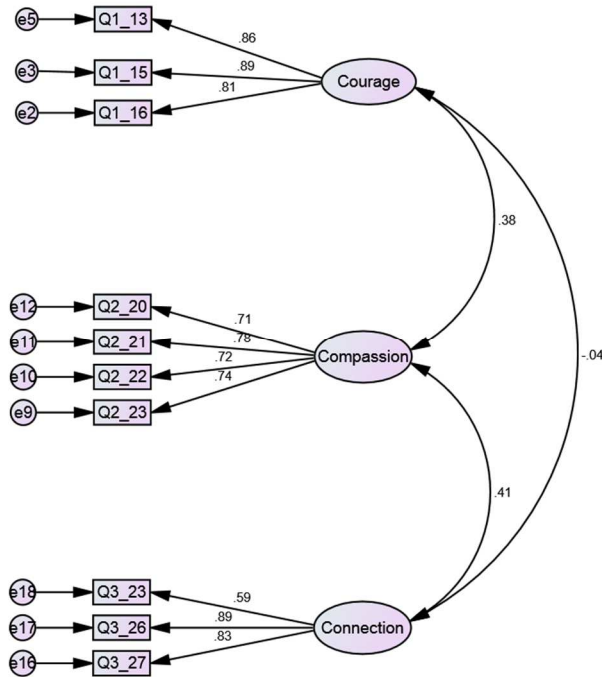 e5 Q1_13
.86
e3 Q1_15
.89
Courage
.81
e2 Q1_16
.38
e12 Q2_20
.71
e11 Q2_21
.78
Compassion
-.04
.72
e10 Q2_22
.74
e9 Q2_23
.41
e18 Q3_23
.59
e17 Q3_26
.89
Connection
.83
e16 Q3_27